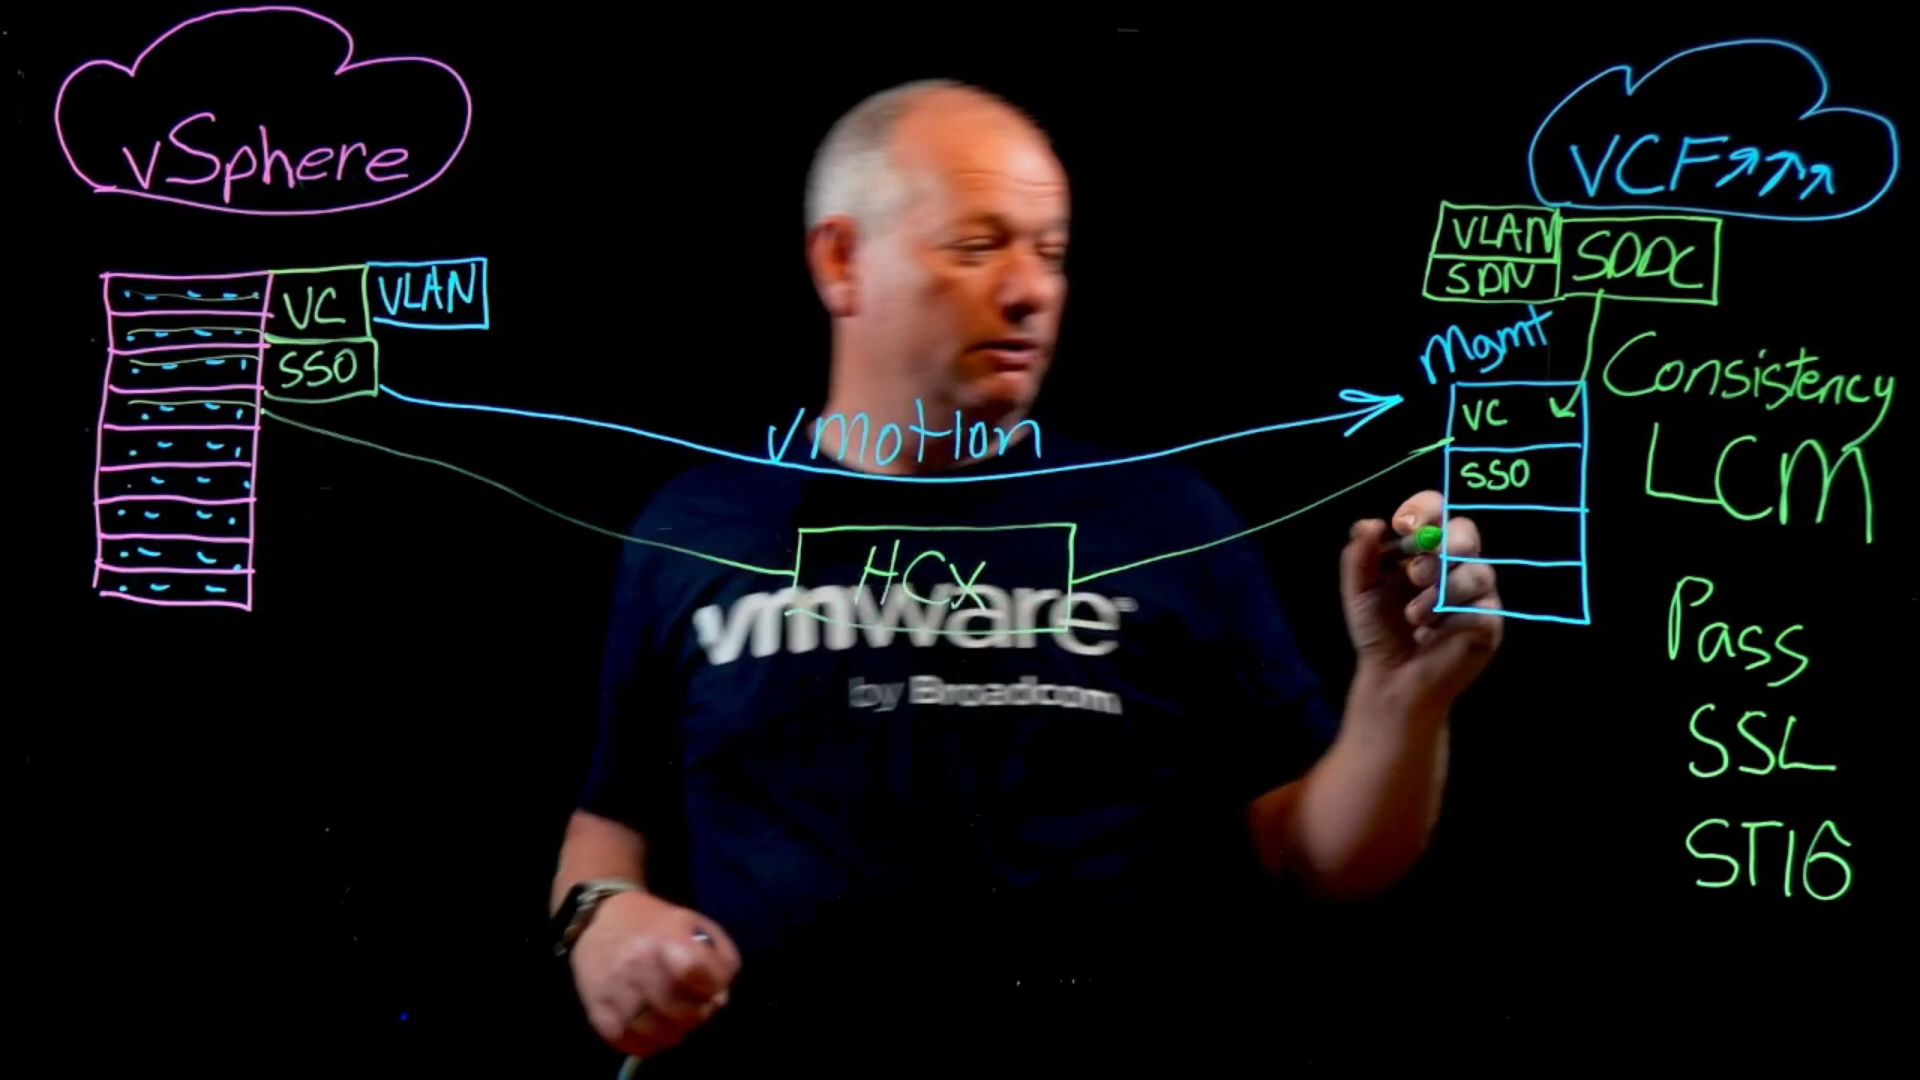 vSphere
VCF
VLAN
SDDC
SDN
VC
VLAN
SSO
Mgmt
Consistency
VC
SSO
LCM
vmotion
HCX
vmware
by Broadcom
Pass
SSL
STIG